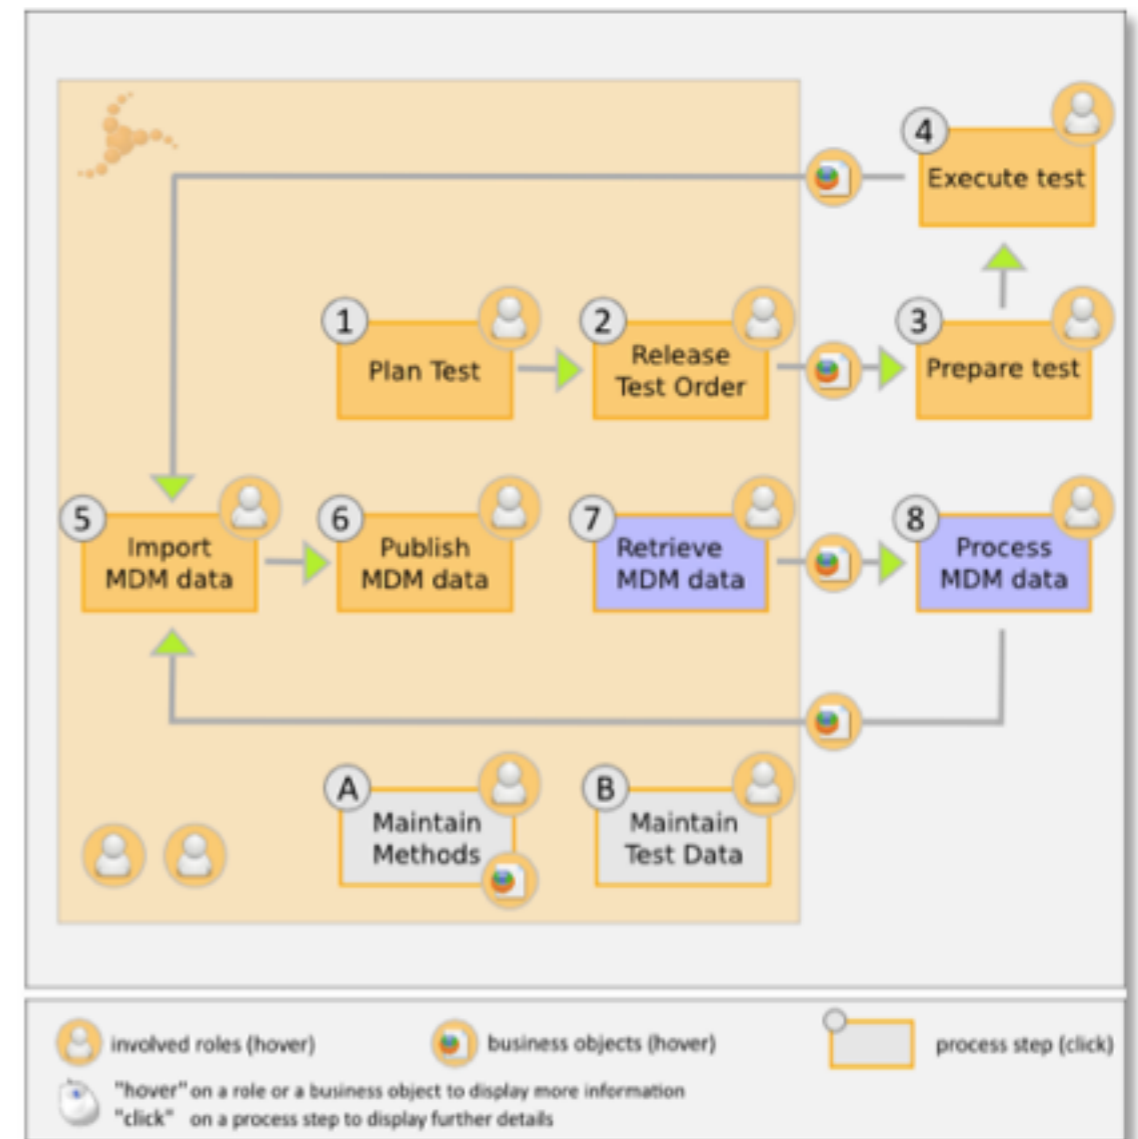 4
Execute test
1
Plan Test
2
Release
Test Order
3
Prepare test
5
Import
MDM data
6
Publish
MDM data
7
Retrieve
MDM data
8
Process
MDM data
A
Maintain
Methods
B
Maintain
Test Data
involved roles (hover)
business objects (hover)
process step (click)
"hover" on a role or a business object to display more information
"click" on a process step to display further details